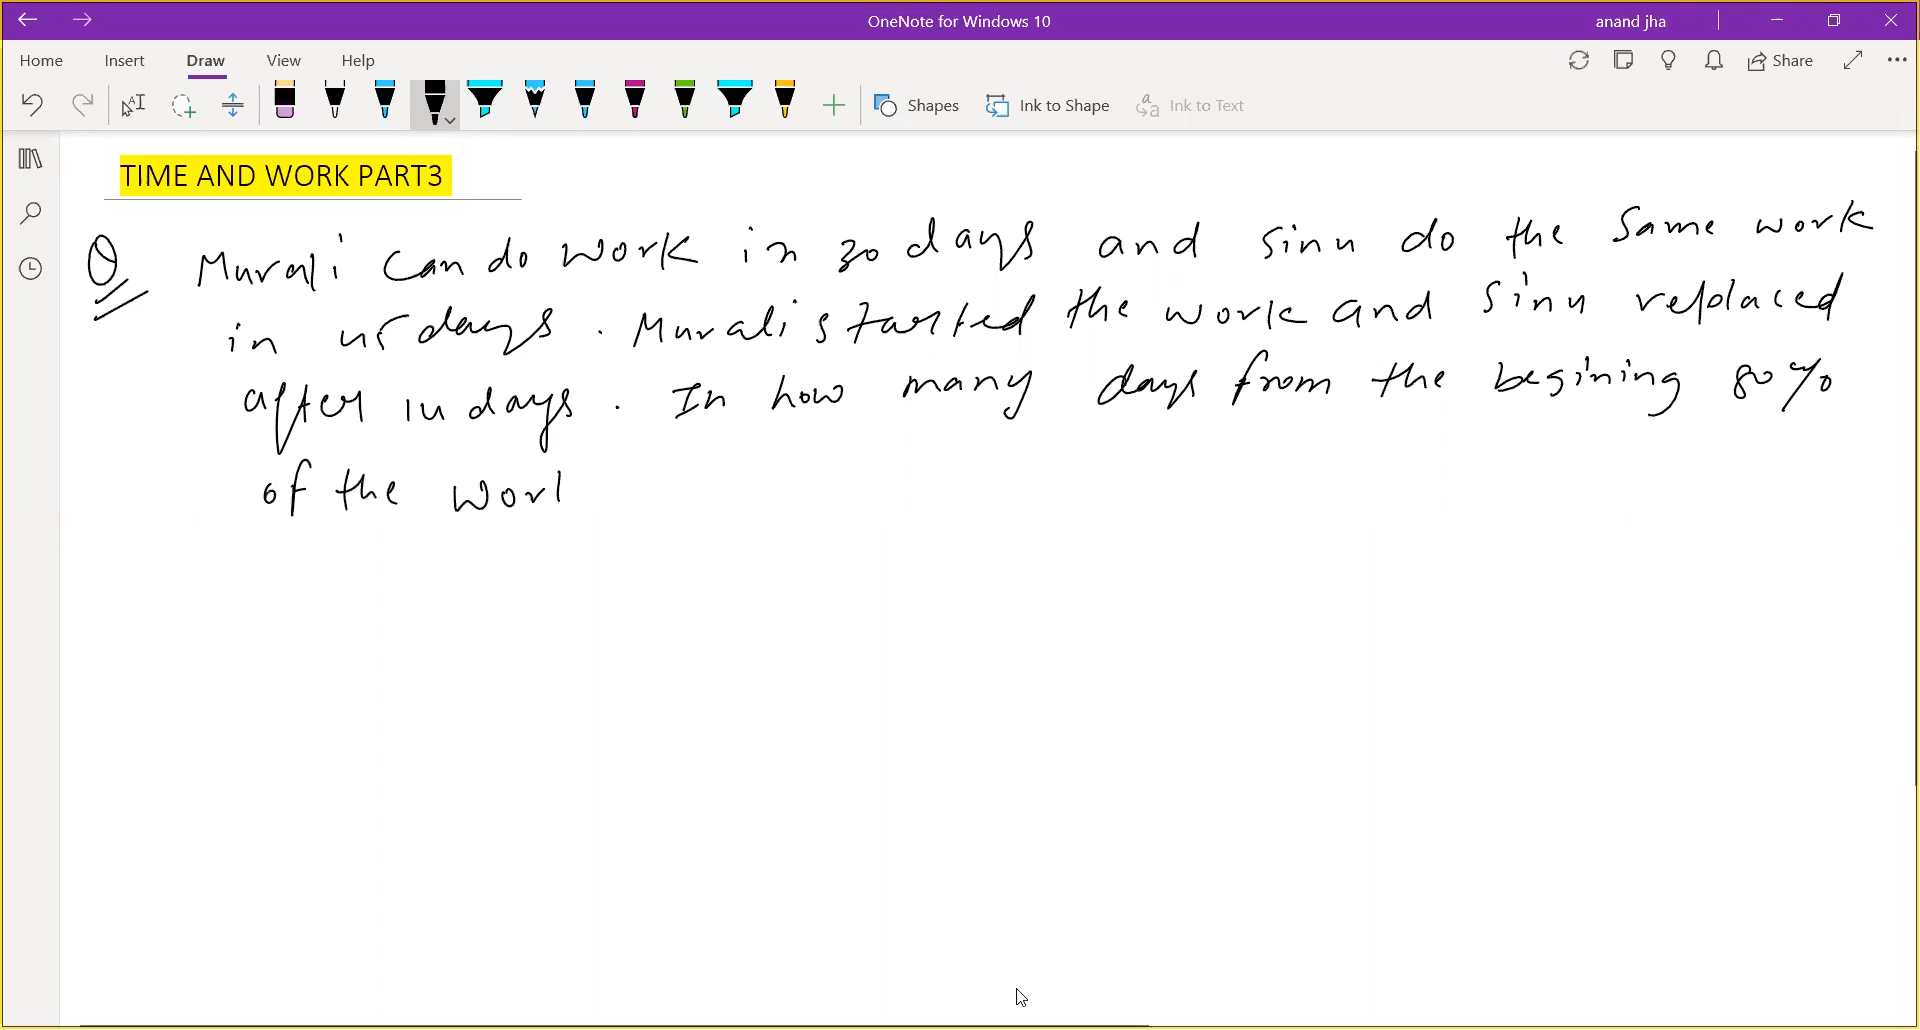 OneNote for Windows 10
anand jha
Home Insert Draw View Help
Share
Shapes Ink to Shape Ink to Text
TIME AND WORK PART3
Q Murali can do work in 30 days and sinu do the same work
in 45 days. Murali started the work and sinu replaced
after 14 days. In how many days from the begining 80%
of the worl